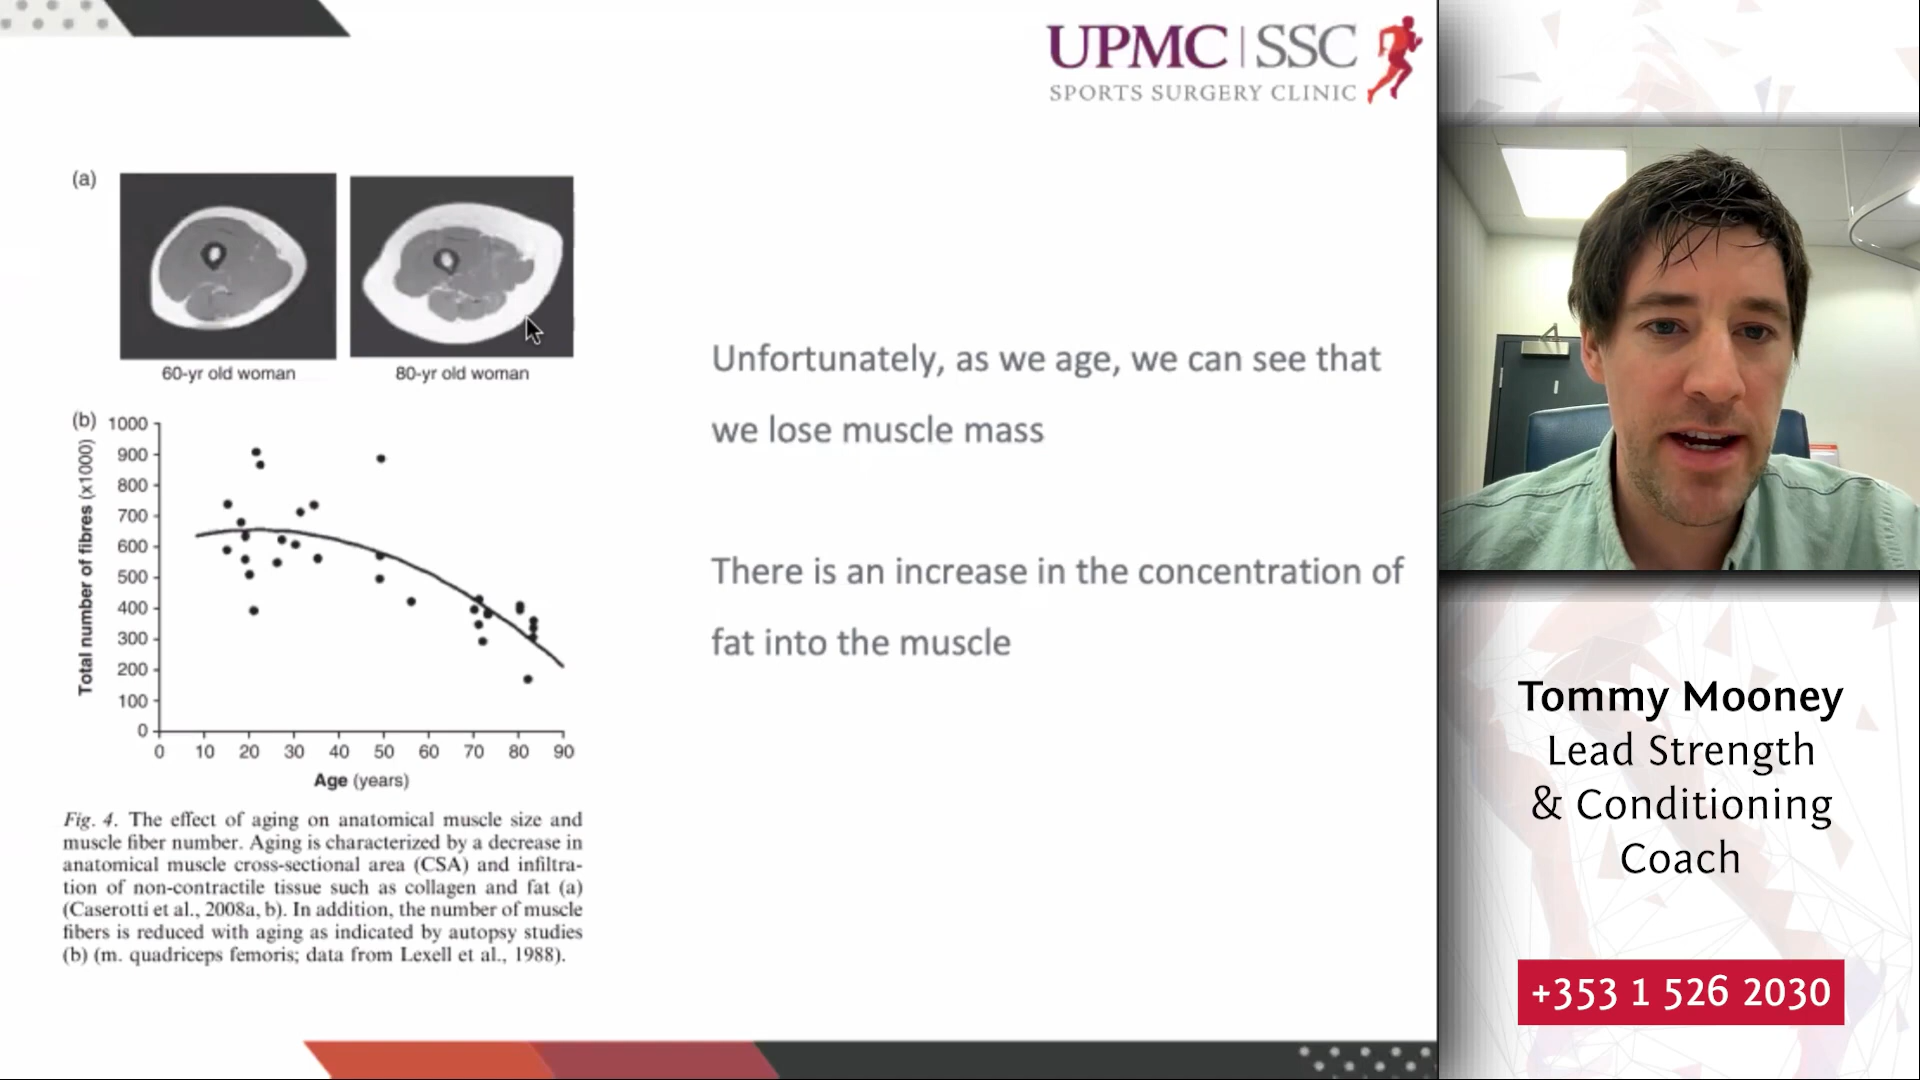 UPMC | SSC
SPORTS SURGERY CLINIC
(a)
60-yr old woman
80-yr old woman
(b)
Total number of fibres (x1000)
1000
900
800
700
600
500
400
300
200
100
0
0 10 20 30 40 50 60 70 80 90
Age (years)
Fig. 4. The effect of aging on anatomical muscle size and
muscle fiber number. Aging is characterized by a decrease in
anatomical muscle cross-sectional area (CSA) and infiltra-
tion of non-contractile tissue such as collagen and fat (a)
(Caserotti et al., 2008a, b). In addition, the number of muscle
fibers is reduced with aging as indicated by autopsy studies
(b) (m. quadriceps femoris; data from Lexell et al., 1988).
Unfortunately, as we age, we can see that
we lose muscle mass
There is an increase in the concentration of
fat into the muscle
Tommy Mooney
Lead Strength
& Conditioning
Coach
+353 1 526 2030